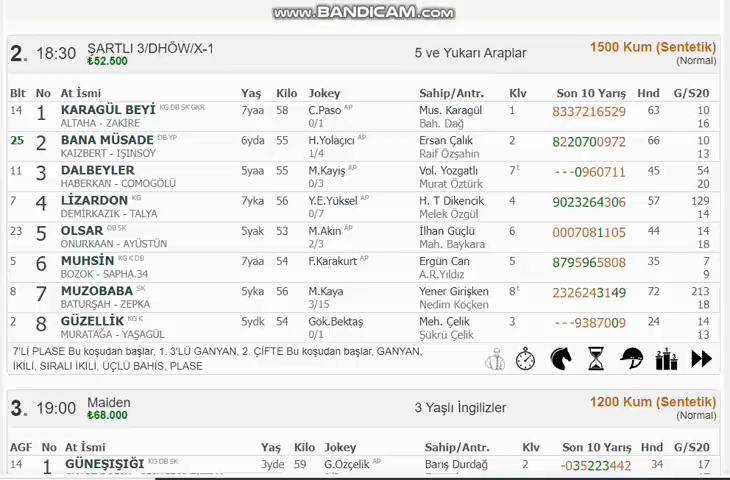 www.BANDICAM.com
2. 18:30 ŞARTLI 3/DHÖW/X-1 5 ve Yukarı Araplar 1500 Kum (Sentetik)
₺52.500 (Normal)
Blt No At İsmi Yaş Kilo Jokey Sahip/Antr. Klv Son 10 Yarış Hnd G/S20
14 1 KARAGÜL BEYİ KG DB SK GKR 7yaa 58 C.Paso AP Mus. Karagül 1 8337216529 63 10
ALTAHA - ZAKİRE 0/1 Bah. Dağ 16
25 2 BANA MÜSADE DB YP 6yda 55 H.Yolaçıcı AP Ersan Çalık 2 8220700972 66 10
KAIZBERT - IŞINSOY 1/4 Raif Özşahin 13
11 3 DALBEYLER 5yaa 55 M.Kayiş AP Vol. Yozgatlı 7t ---0960711 45 54
HABERKAN - COMOGÖLÜ 0/3 Murat Öztürk 20
7 4 LİZARDON KG 7yka 56 Y.E.Yüksel AP H. T Dikencik 4 9023264306 57 129
DEMİRKAZIK - TALYA 0/7 Melek Özgül 14
23 5 OLSAR DB SK 5yak 53 M.Akın AP İlhan Güçlü 6 0007081105 44 14
ONURKAAN - AYÜSTÜN 2/3 Mah. Baykara 18
5 6 MUHSİN KG K DB 7yaa 54 F.Karakurt AP Ergün Can 5 8795965808 35 7
BOZOK - SAPHA.34 A.R.Yıldız 9
8 7 MUZOBABA SK 5yka 56 M.Kaya Yener Girişken 8t 2326243149 72 213
BATURŞAH - ZEPKA 3/15 Nedim Köçken 18
2 8 GÜZELLİK KG K 5ydk 54 Gök.Bektaş Meh. Çelik 3 ---9387009 24 14
MURATAĞA - YAŞAGÜL 0/1 Şükrü Çelik 13
7'Lİ PLASE Bu koşudan başlar, 1. 3'LÜ GANYAN, 2. ÇİFTE Bu koşudan başlar, GANYAN,
İKİLİ, SIRALI İKİLİ, ÜÇLÜ BAHİS, PLASE
3. 19:00 Maiden 3 Yaşlı İngilizler 1200 Kum (Sentetik)
₺68.000 (Normal)
AGF No At İsmi Yaş Kilo Jokey Sahip/Antr. Klv Son 10 Yarış Hnd G/S20
14 1 GÜNEŞIŞIĞI KG DB SK 3yde 59 G.Özçelik AP Barış Durdağ 2 -035223442 34 17